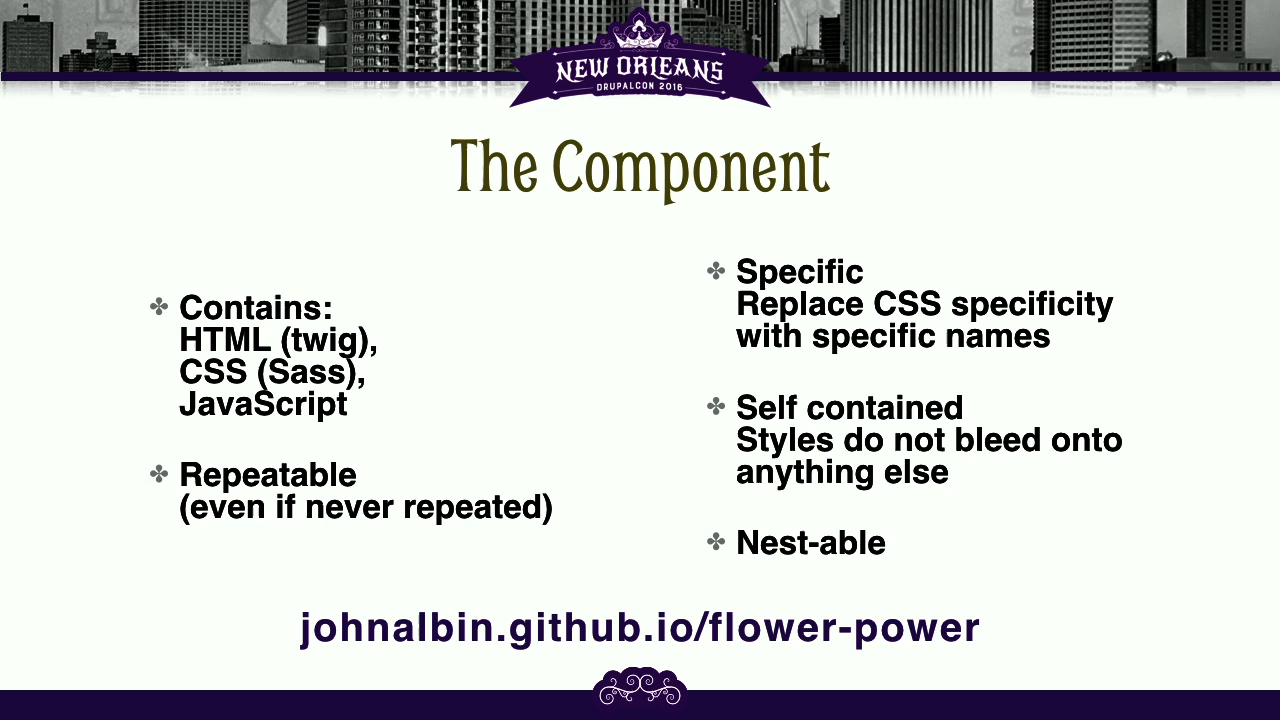 NEW ORLEANS
DRUPALCON 2016
The Component
Contains:
HTML (twig),
CSS (Sass),
JavaScript
Repeatable
(even if never repeated)
Specific
Replace CSS specificity
with specific names
Self contained
Styles do not bleed onto
anything else
Nest-able
johnalbin.github.io/flower-power